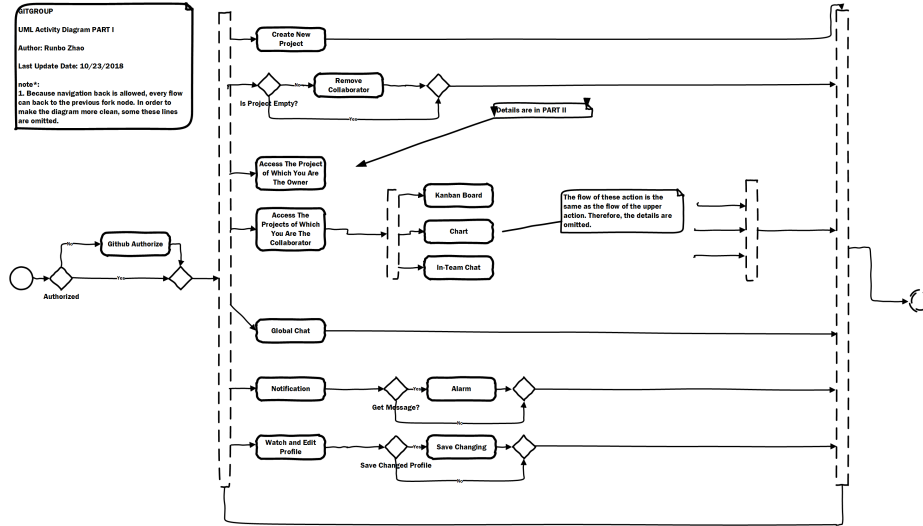 GITGROUP
UML Activity Diagram PART I
Author: Runbo Zhao
Last Update Date: 10/23/2018
note*:
1. Because navigation back is allowed, every flow
can back to the previous fork node. In order to
make the diagram more clean, some these lines
are omitted.
Create New
Project
Is Project Empty?
No
Remove
Collaborator
Yes
Details are in PART II
Access The Project
of Which You Are
The Owner
Access The
Projects of Which
You Are The
Collaborator
Kanban Board
Chart
In-Team Chat
The flow of these action is the
same as the flow of the upper
action. Therefore, the details are
omitted.
No
Github Authorize
Yes
Authorized
Global Chat
Notification
Yes
Alarm
Get Message?
No
Watch and Edit
Profile
Yes
Save Changing
Save Changed Profile
No